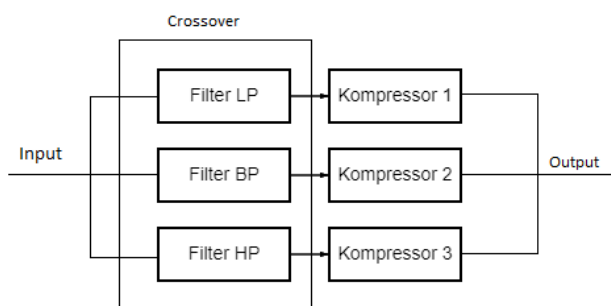 Crossover
Filter LP
Kompressor 1
Input
Filter BP
Kompressor 2
Output
Filter HP
Kompressor 3